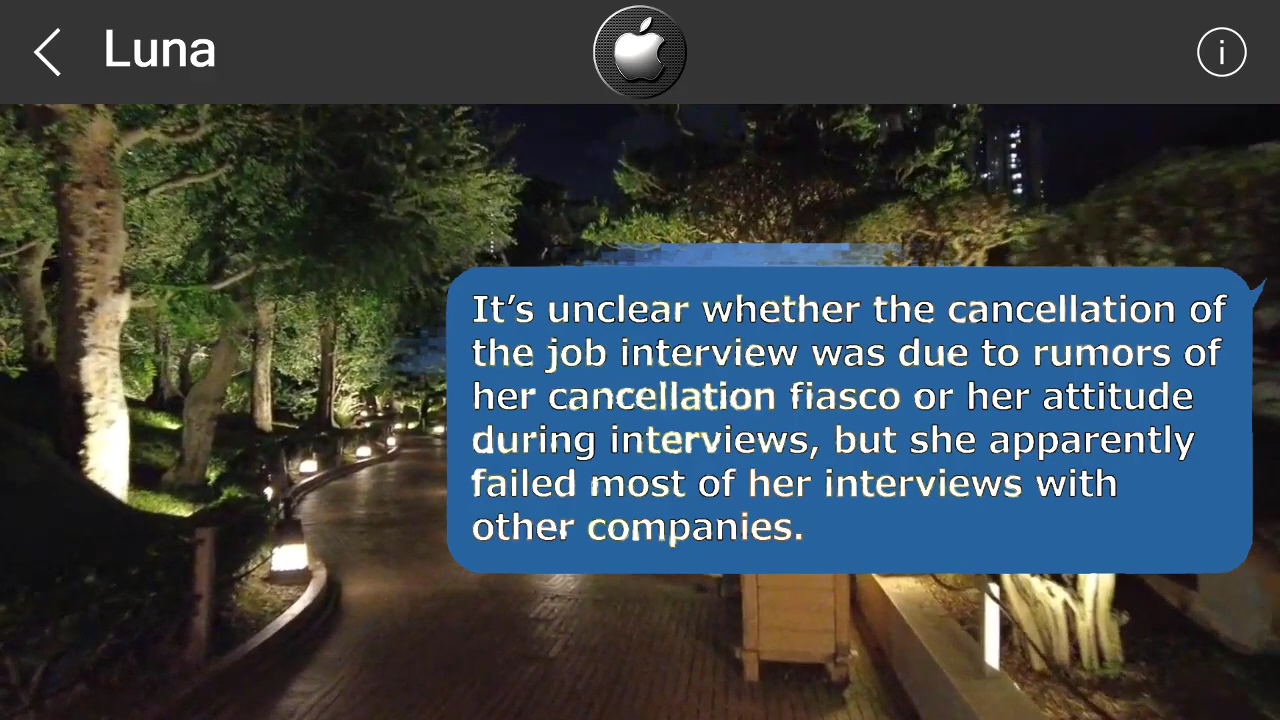 Luna
i
It’s unclear whether the cancellation of
the job interview was due to rumors of
her cancellation fiasco or her attitude
during interviews, but she apparently
failed most of her interviews with
other companies.